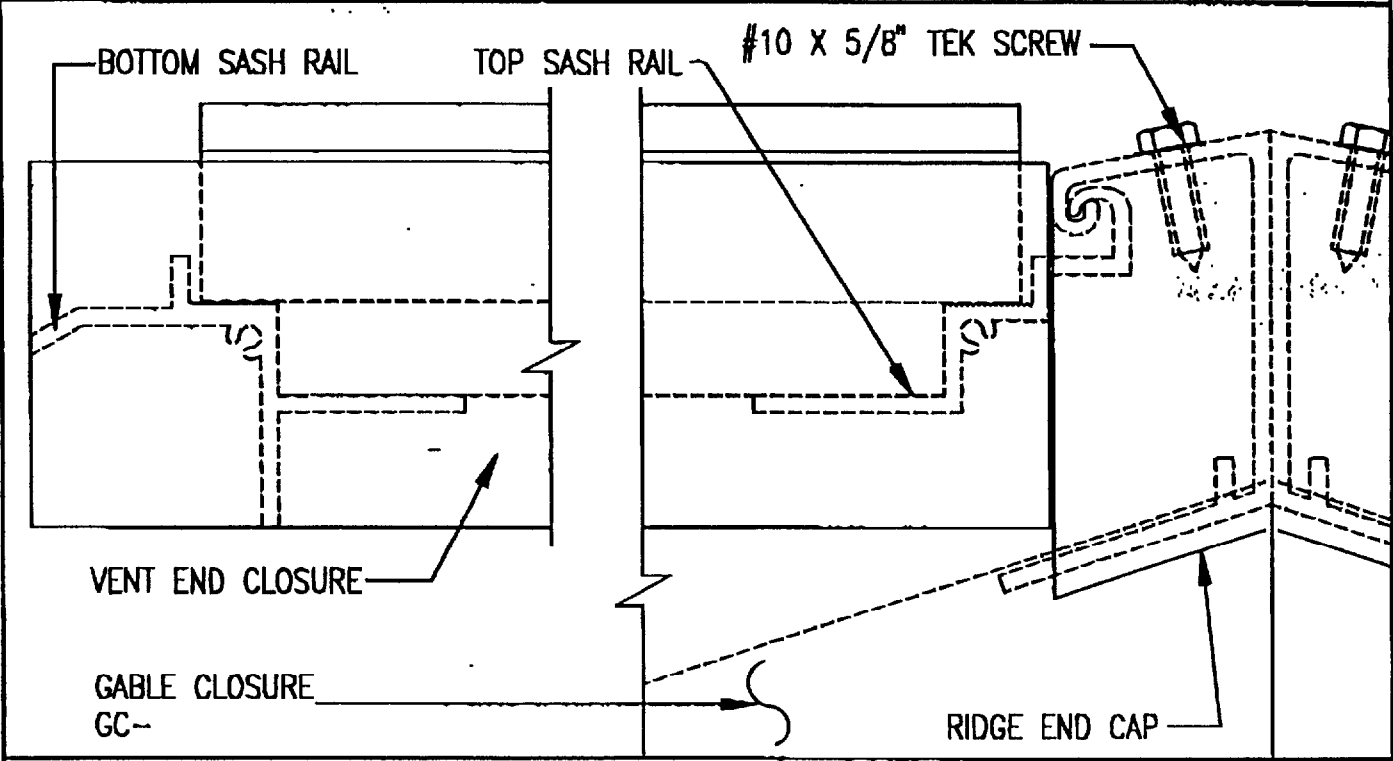 #10 X 5/8" TEK SCREW
BOTTOM SASH RAIL
TOP SASH RAIL
VENT END CLOSURE
GABLE CLOSURE
GC-
RIDGE END CAP